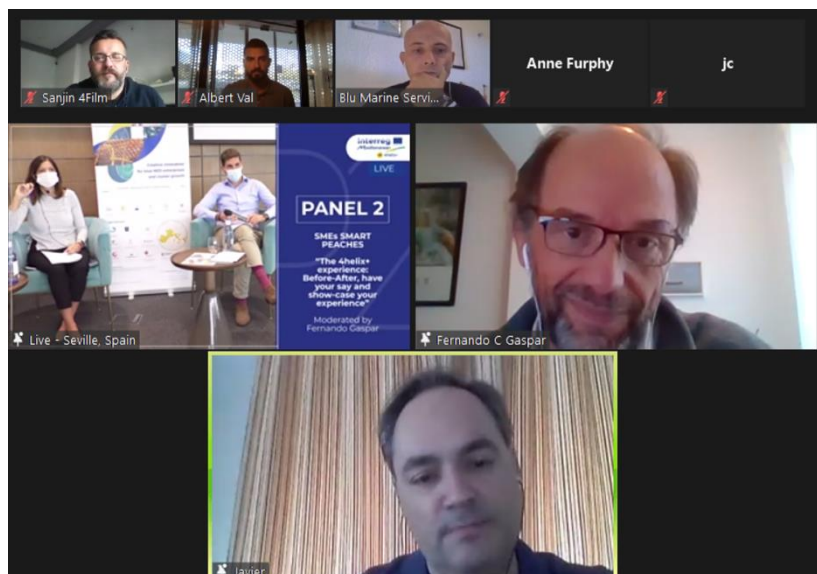 Sanjin 4Film
Albert Val
Blu Marine Servi...
Anne Furphy
jc
interreg
Mediterranean
LIVE
PANEL 2
SMEs SMART
PEACHES
"The 4helix+
experience:
Before-After, have
your say and
show-case your
experience"
Moderated by
Fernando Gaspar
Live - Seville, Spain
Fernando C Gaspar
Javier